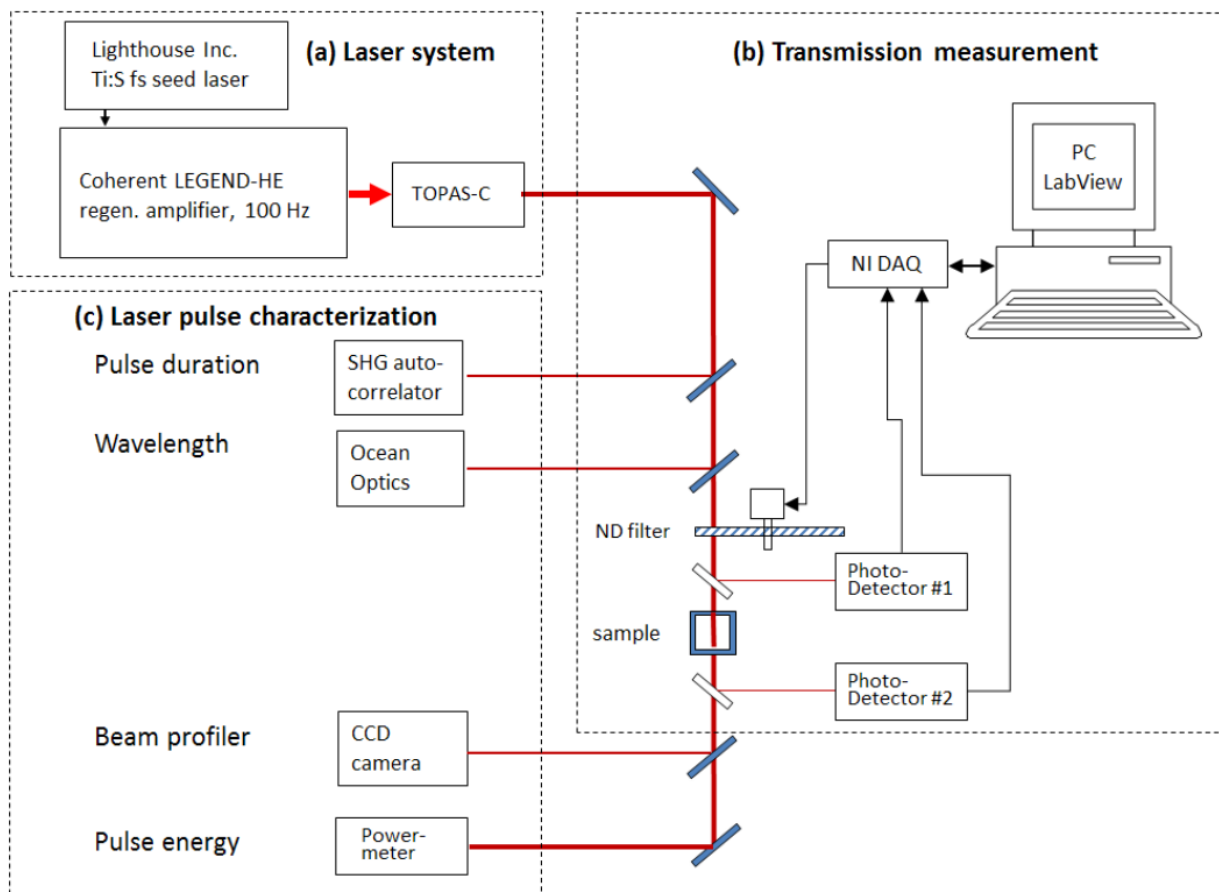 (a) Laser system
Lighthouse Inc.
Ti:S fs seed laser
Coherent LEGEND-HE
regen. amplifier, 100 Hz
TOPAS-C
(b) Transmission measurement
PC
LabView
NI DAQ
ND filter
Photo-
Detector #1
sample
Photo-
Detector #2
(c) Laser pulse characterization
Pulse duration
SHG auto-
correlator
Wavelength
Ocean
Optics
Beam profiler
CCD
camera
Pulse energy
Power-
meter